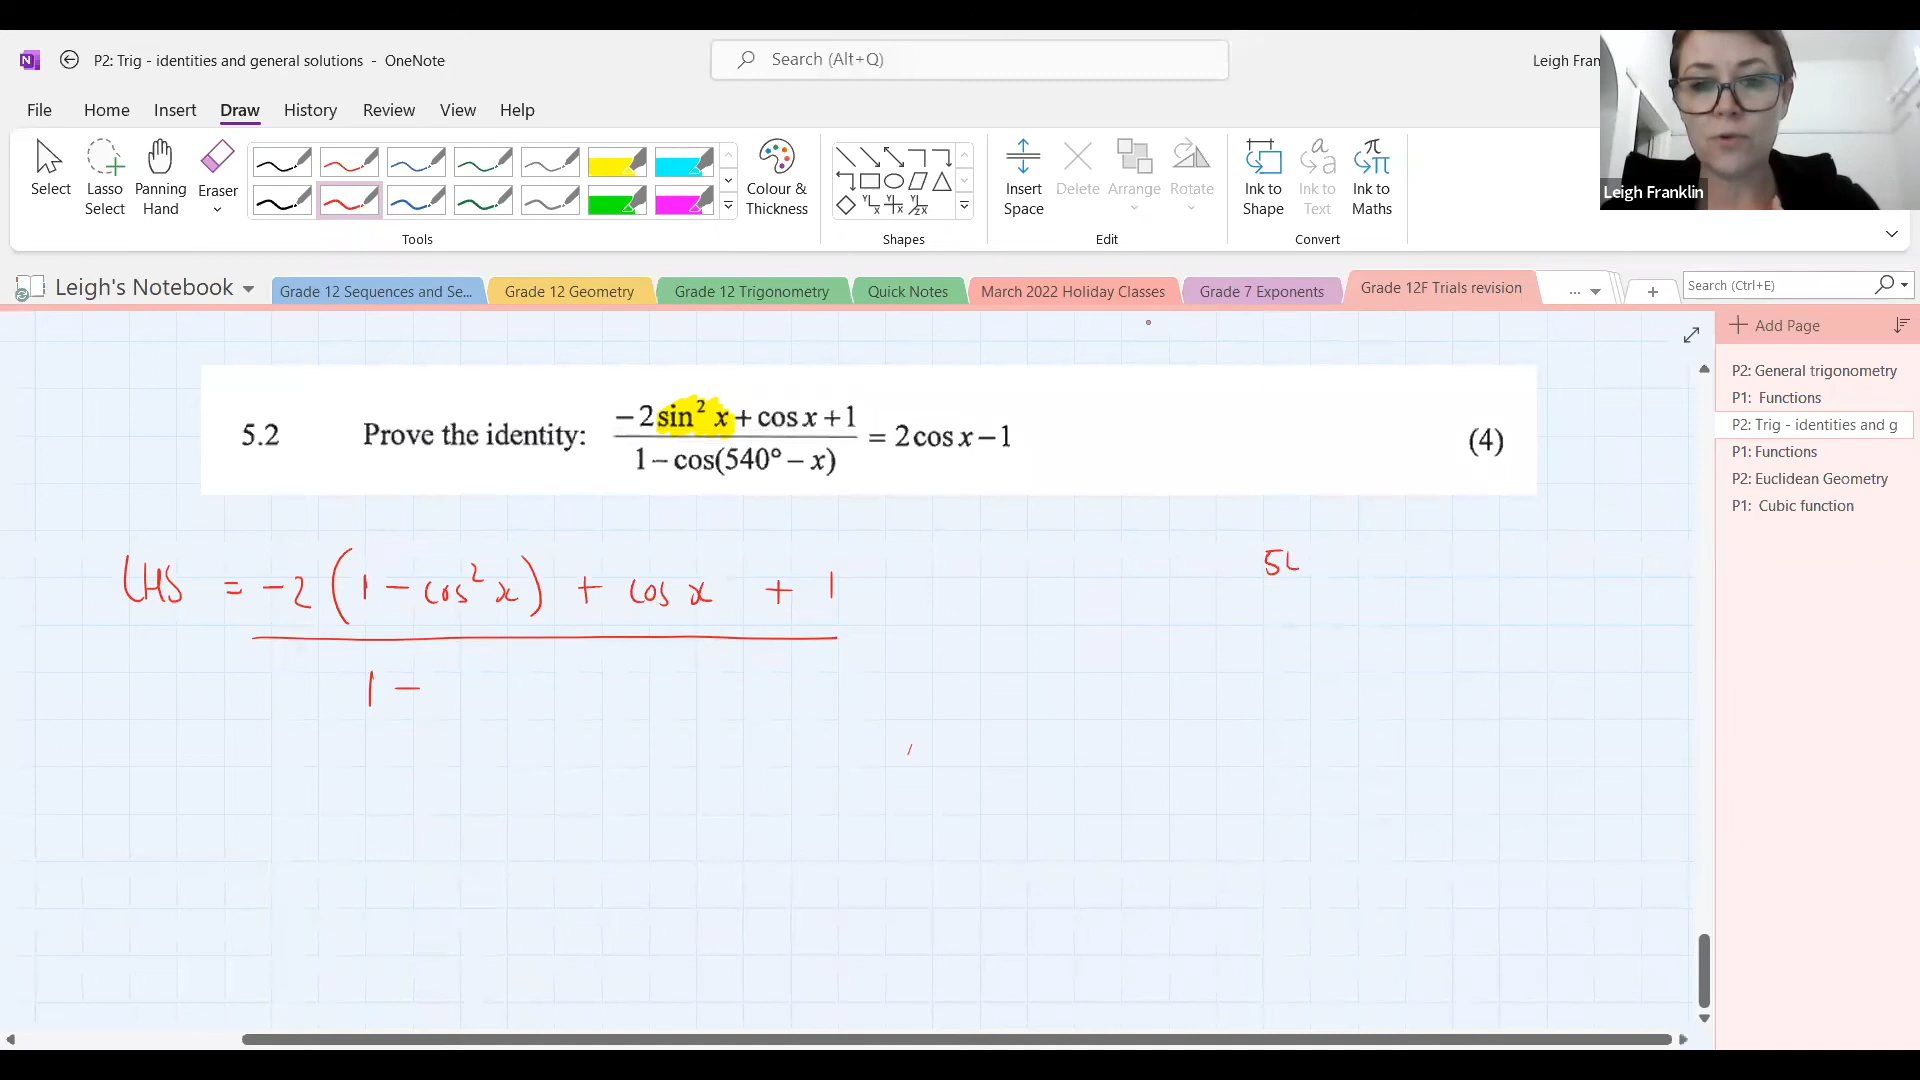 P2: Trig - identities and general solutions - OneNote
Search (Alt+Q)
Leigh Fran
File Home Insert Draw History Review View Help
Select
Lasso Select
Panning Hand
Eraser
Colour & Thickness
Insert Space
Delete
Arrange
Rotate
Ink to Shape
Ink to Text
Ink to Maths
Leigh Franklin
Tools Shapes Edit Convert
Leigh's Notebook
Grade 12 Sequences and Se...
Grade 12 Geometry
Grade 12 Trigonometry
Quick Notes
March 2022 Holiday Classes
Grade 7 Exponents
Grade 12F Trials revision
...
Search (Ctrl+E)
Add Page
P2: General trigonometry
P1: Functions
P2: Trig - identities and g
P1: Functions
P2: Euclidean Geometry
P1: Cubic function
5.2 Prove the identity: (−2 sin² x + cos x + 1)/(1 − cos(540° − x)) = 2 cos x − 1 (4)
LHS = −2 (1 − cos² x) + cos x + 1
1 −